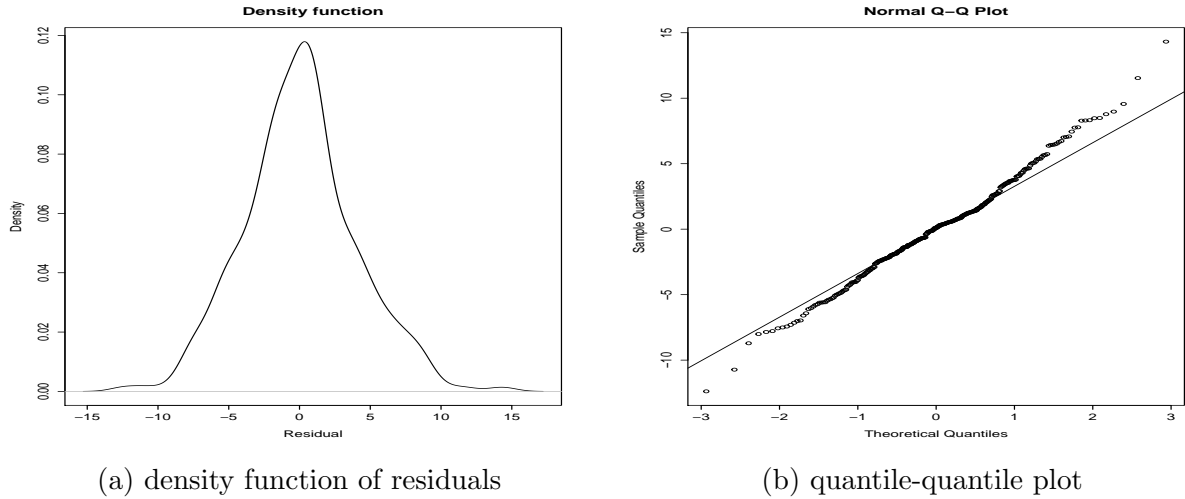 Density function
Density
0.00 0.02 0.04 0.06 0.08 0.10 0.12
−15 −10 −5 0 5 10 15
Residual
(a) density function of residuals
Normal Q−Q Plot
Sample Quantiles
−10 −5 0 5 10 15
−3 −2 −1 0 1 2 3
Theoretical Quantiles
(b) quantile-quantile plot